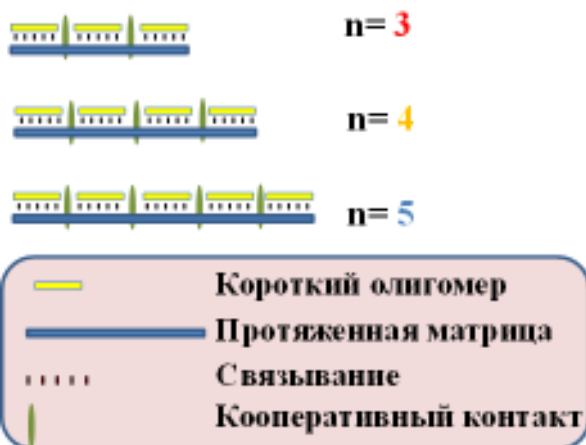 n= 3
n= 4
n= 5
Короткий олигомер
Протяженная матрица
Связывание
Кооперативный контакт